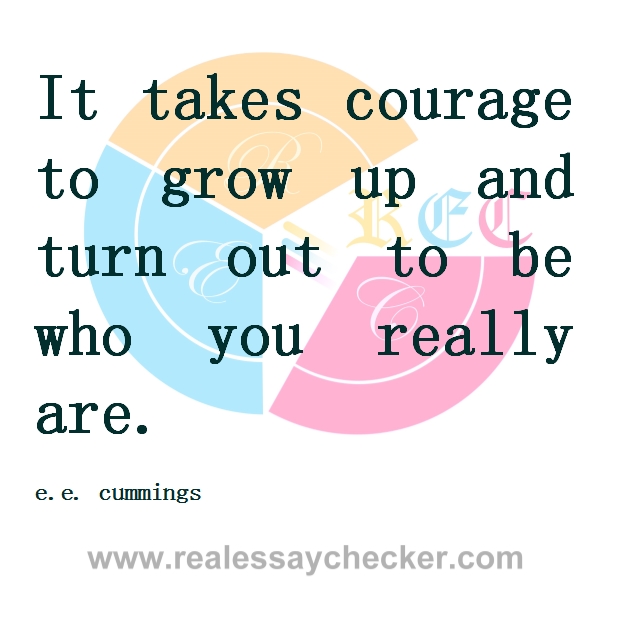 It takes courage
to grow up and
turn out to be
who you really
are.
R
E
C
REC
e.e. cummings
www.realessaychecker.com